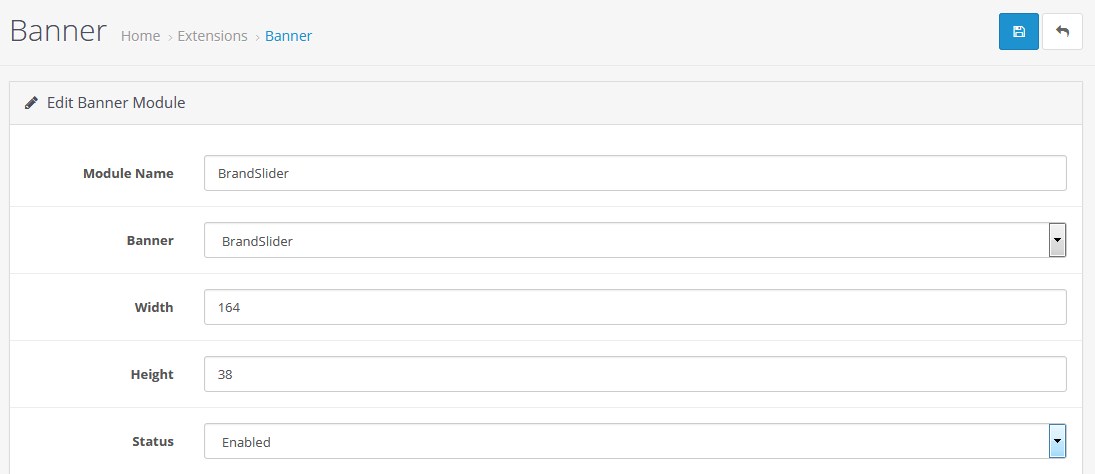 Banner Home › Extensions › Banner
Edit Banner Module
Module Name BrandSlider
Banner BrandSlider
Width 164
Height 38
Status Enabled